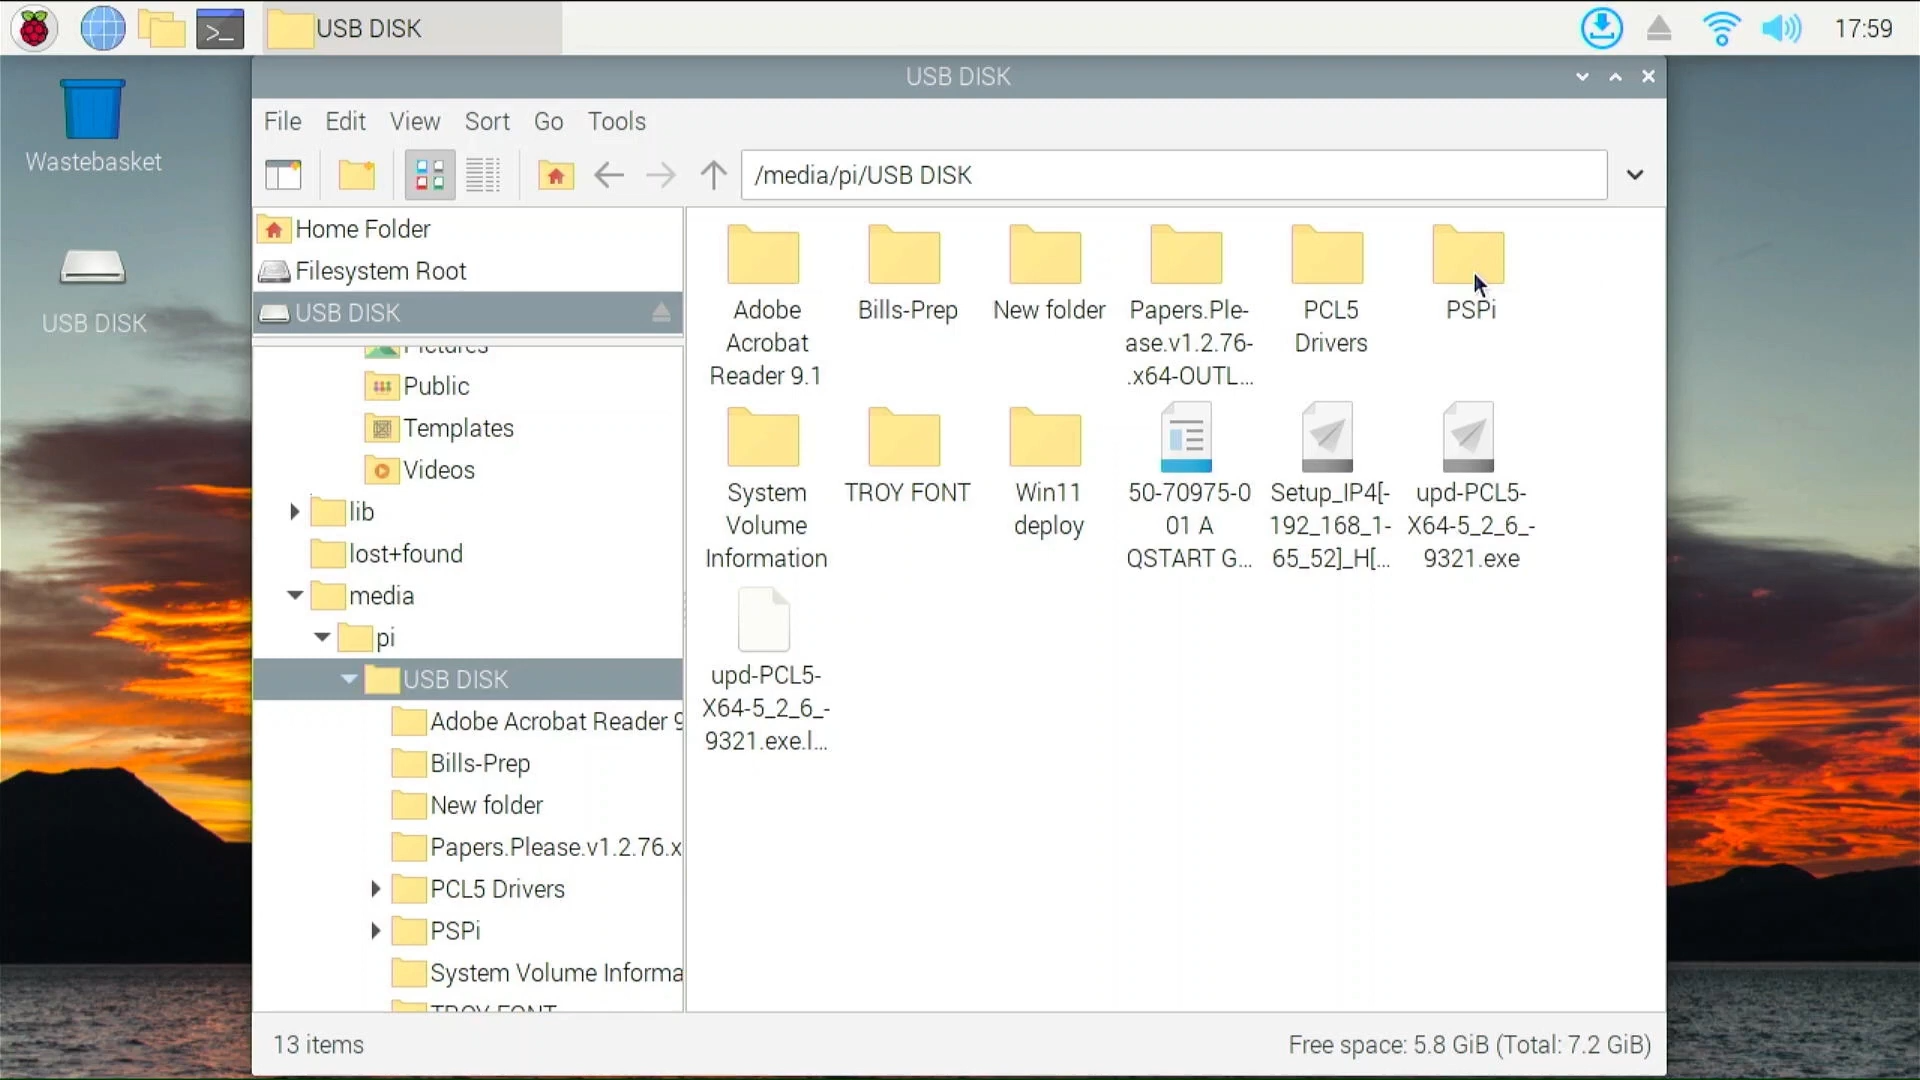 USB DISK
17:59
Wastebasket
USB DISK
USB DISK
File Edit View Sort Go Tools
/media/pi/USB DISK
Home Folder
Filesystem Root
USB DISK
Pictures
Public
Templates
Videos
lib
lost+found
media
pi
USB DISK
Adobe Acrobat Reader 9
Bills-Prep
New folder
Papers.Please.v1.2.76.x
PCL5 Drivers
PSPi
System Volume Informa
TROY FONT
Adobe
Acrobat
Reader 9.1
Bills-Prep
New folder
Papers.Ple-
ase.v1.2.76-
.x64-OUTL...
PCL5
Drivers
PSPi
System
Volume
Information
TROY FONT
Win11
deploy
50-70975-0
01 A
QSTART G...
Setup_IP4[-
192_168_1-
65_52]_H[...
upd-PCL5-
X64-5_2_6_-
9321.exe
upd-PCL5-
X64-5_2_6_-
9321.exe.l...
13 items
Free space: 5.8 GiB (Total: 7.2 GiB)